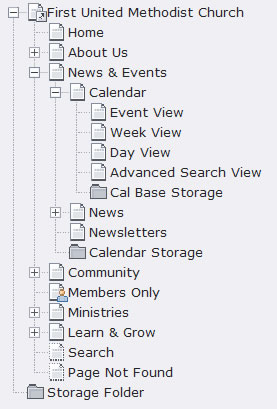 First United Methodist Church
Home
About Us
News & Events
Calendar
Event View
Week View
Day View
Advanced Search View
Cal Base Storage
News
Newsletters
Calendar Storage
Community
Members Only
Ministries
Learn & Grow
Search
Page Not Found
Storage Folder